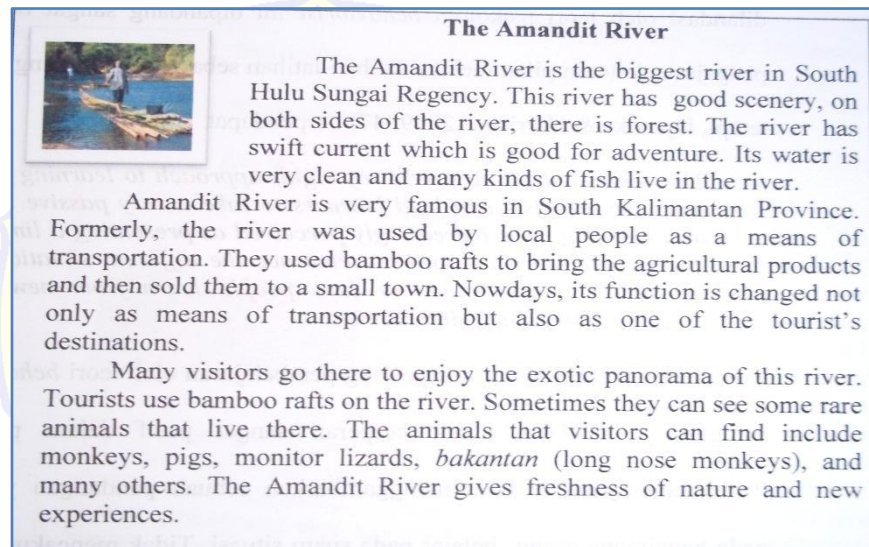 The Amandit River
The Amandit River is the biggest river in South
Hulu Sungai Regency. This river has good scenery, on
both sides of the river, there is forest. The river has
swift current which is good for adventure. Its water is
very clean and many kinds of fish live in the river.
Amandit River is very famous in South Kalimantan Province.
Formerly, the river was used by local people as a means of
transportation. They used bamboo rafts to bring the agricultural products
and then sold them to a small town. Nowdays, its function is changed not
only as means of transportation but also as one of the tourist's
destinations.
Many visitors go there to enjoy the exotic panorama of this river.
Tourists use bamboo rafts on the river. Sometimes they can see some rare
animals that live there. The animals that visitors can find include
monkeys, pigs, monitor lizards, bakantan (long nose monkeys), and
many others. The Amandit River gives freshness of nature and new
experiences.